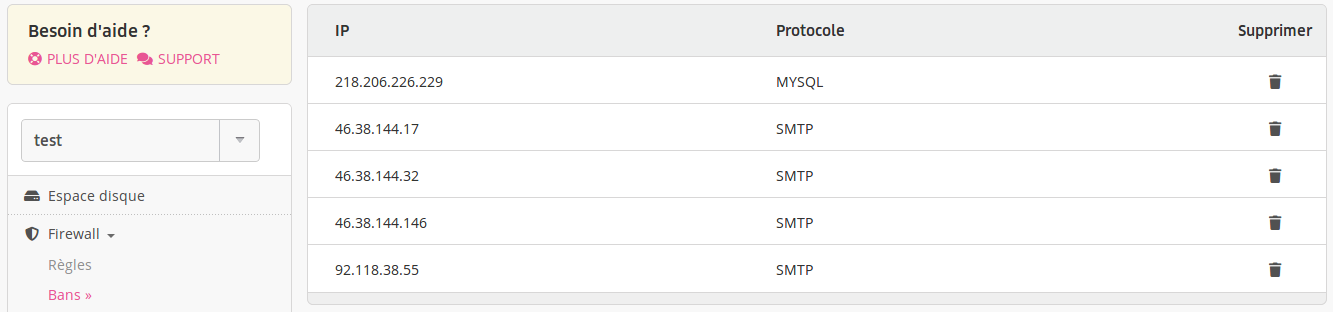 Besoin d'aide ?
PLUS D'AIDE SUPPORT
test
Espace disque
Firewall
Règles
Bans »
IP Protocole Supprimer
218.206.226.229 MYSQL
46.38.144.17 SMTP
46.38.144.32 SMTP
46.38.144.146 SMTP
92.118.38.55 SMTP